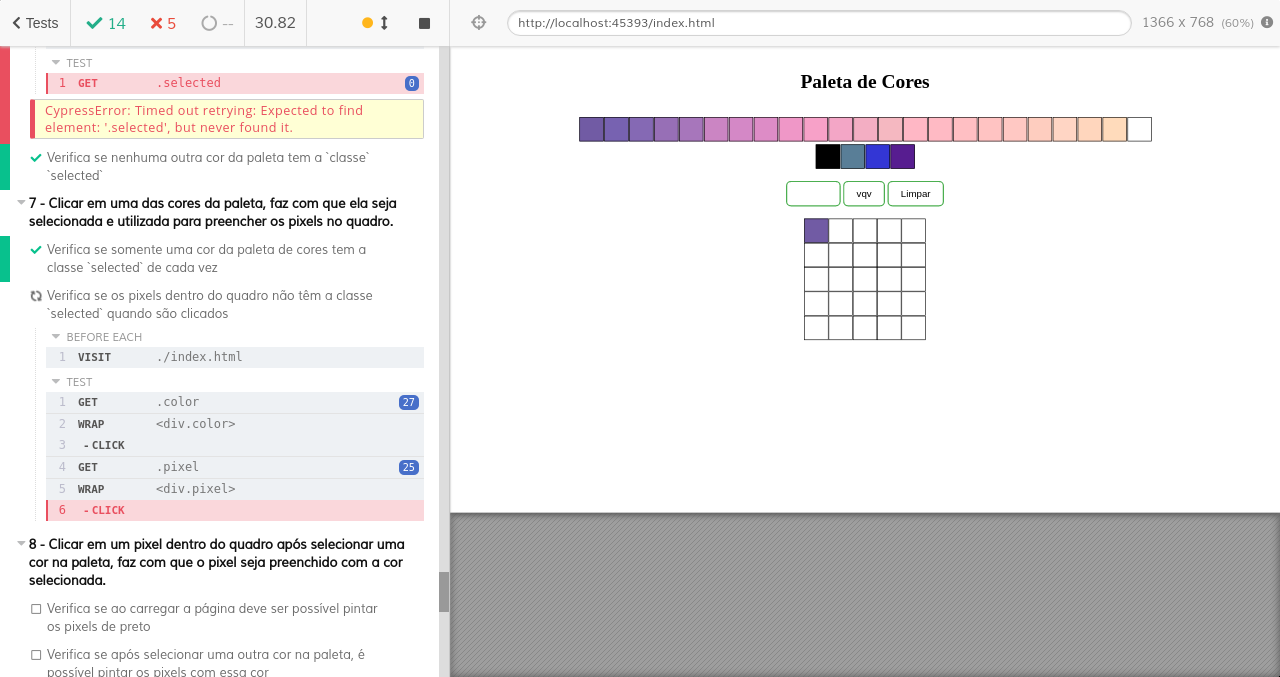 Tests
14
5
--
30.82
http://localhost:45393/index.html
1366 x 768 (60%)
TEST
1 GET .selected 0
CypressError: Timed out retrying: Expected to find
element: '.selected', but never found it.
Verifica se nenhuma outra cor da paleta tem a `classe`
`selected`
7 - Clicar em uma das cores da paleta, faz com que ela seja
selecionada e utilizada para preencher os pixels no quadro.
Verifica se somente uma cor da paleta de cores tem a
classe `selected` de cada vez
Verifica se os pixels dentro do quadro não têm a classe
`selected` quando são clicados
BEFORE EACH
1 VISIT ./index.html
TEST
1 GET .color 27
2 WRAP <div.color>
3 - CLICK
4 GET .pixel 25
5 WRAP <div.pixel>
6 - CLICK
8 - Clicar em um pixel dentro do quadro após selecionar uma
cor na paleta, faz com que o pixel seja preenchido com a cor
selecionada.
Verifica se ao carregar a página deve ser possível pintar
os pixels de preto
Verifica se após selecionar uma outra cor na paleta, é
possível pintar os pixels com essa cor
Paleta de Cores
vqv
Limpar